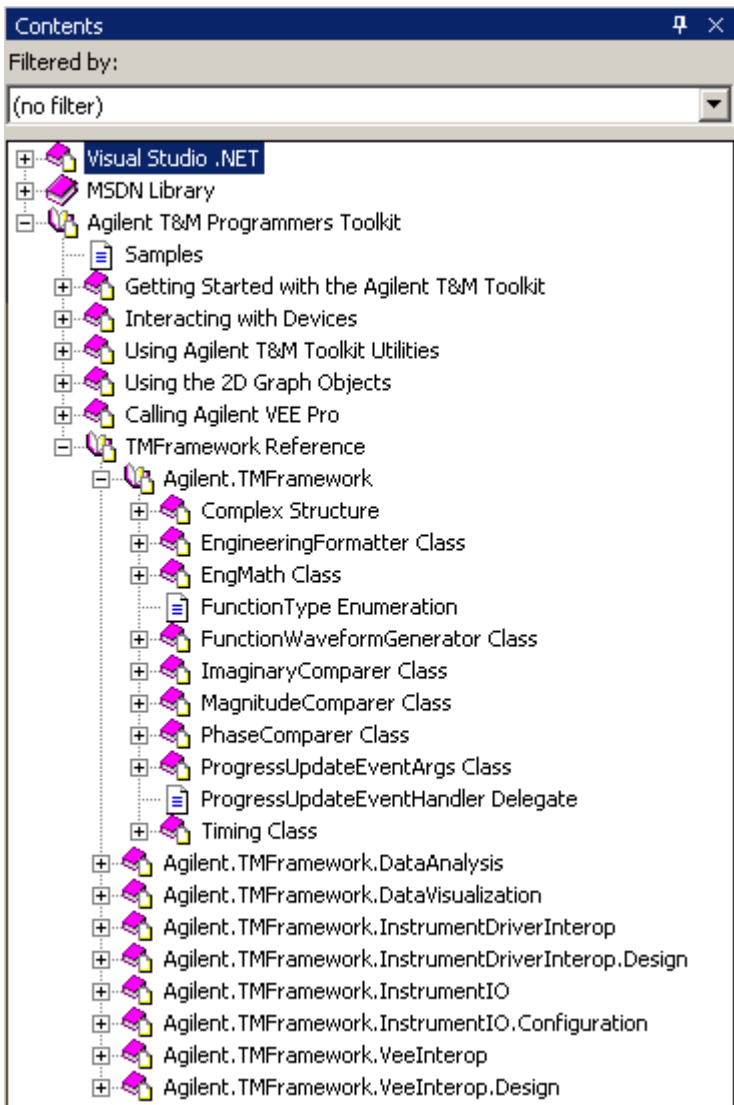 Contents
Filtered by:
(no filter)
Visual Studio .NET
MSDN Library
Agilent T&M Programmers Toolkit
Samples
Getting Started with the Agilent T&M Toolkit
Interacting with Devices
Using Agilent T&M Toolkit Utilities
Using the 2D Graph Objects
Calling Agilent VEE Pro
TMFramework Reference
Agilent.TMFramework
Complex Structure
EngineeringFormatter Class
EngMath Class
FunctionType Enumeration
FunctionWaveformGenerator Class
ImaginaryComparer Class
MagnitudeComparer Class
PhaseComparer Class
ProgressUpdateEventArgs Class
ProgressUpdateEventHandler Delegate
Timing Class
Agilent.TMFramework.DataAnalysis
Agilent.TMFramework.DataVisualization
Agilent.TMFramework.InstrumentDriverInterop
Agilent.TMFramework.InstrumentDriverInterop.Design
Agilent.TMFramework.InstrumentIO
Agilent.TMFramework.InstrumentIO.Configuration
Agilent.TMFramework.VeeInterop
Agilent.TMFramework.VeeInterop.Design